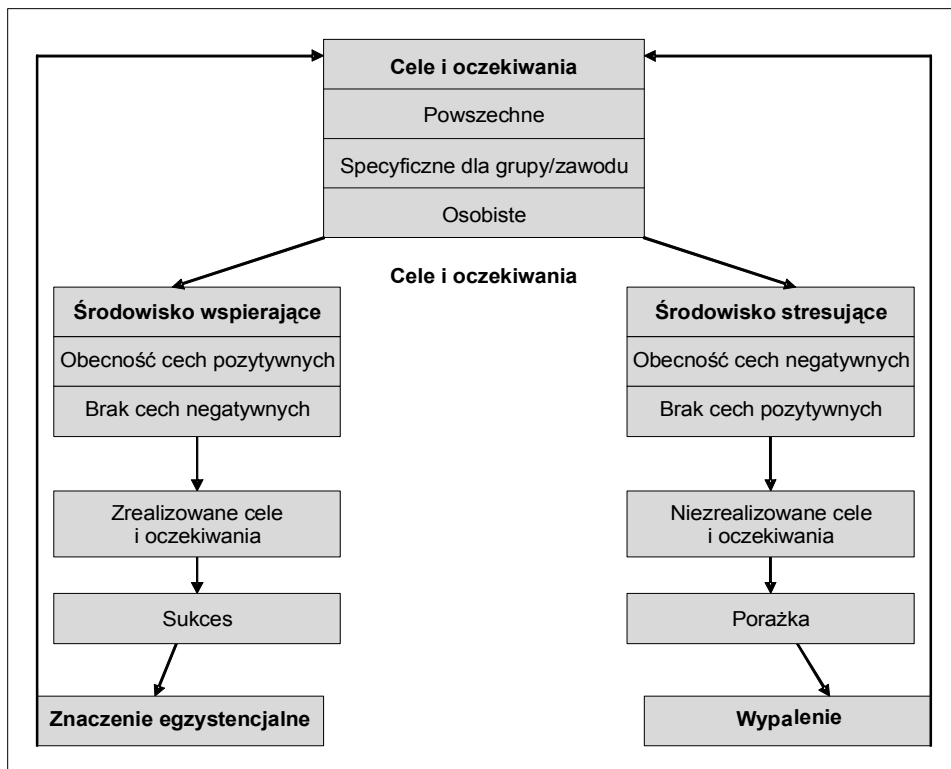 Cele i oczekiwania
Powszechne
Specyficzne dla grupy/zawodu
Osobiste
Cele i oczekiwania
Środowisko wspierające
Obecność cech pozytywnych
Brak cech negatywnych
Zrealizowane cele
i oczekiwania
Sukces
Znaczenie egzystencjalne
Środowisko stresujące
Obecność cech negatywnych
Brak cech pozytywnych
Niezrealizowane cele
i oczekiwania
Porażka
Wypalenie